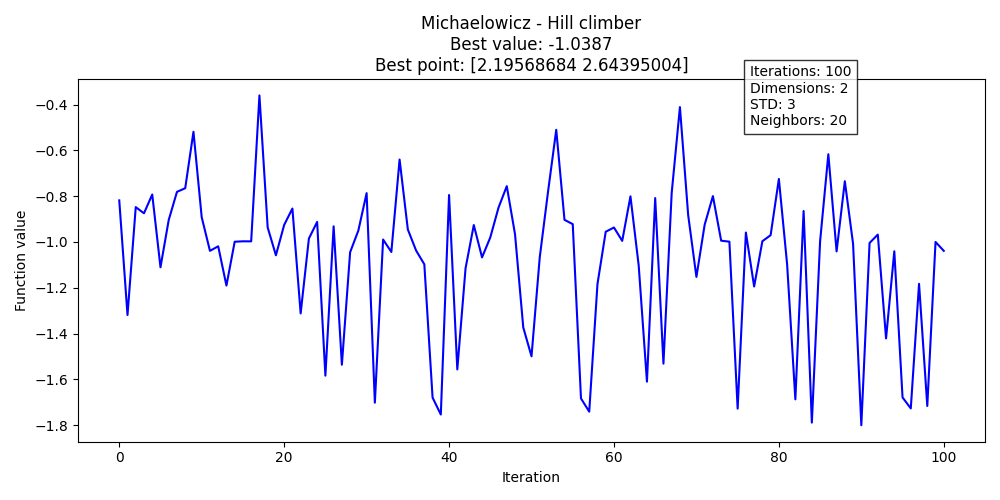 Michaelowicz - Hill climber
Best value: -1.0387
Best point: [2.19568684 2.64395004]
Iterations: 100
Dimensions: 2
STD: 3
Neighbors: 20
Function value
−0.4
−0.6
−0.8
−1.0
−1.2
−1.4
−1.6
−1.8
0
20
40
60
80
100
Iteration